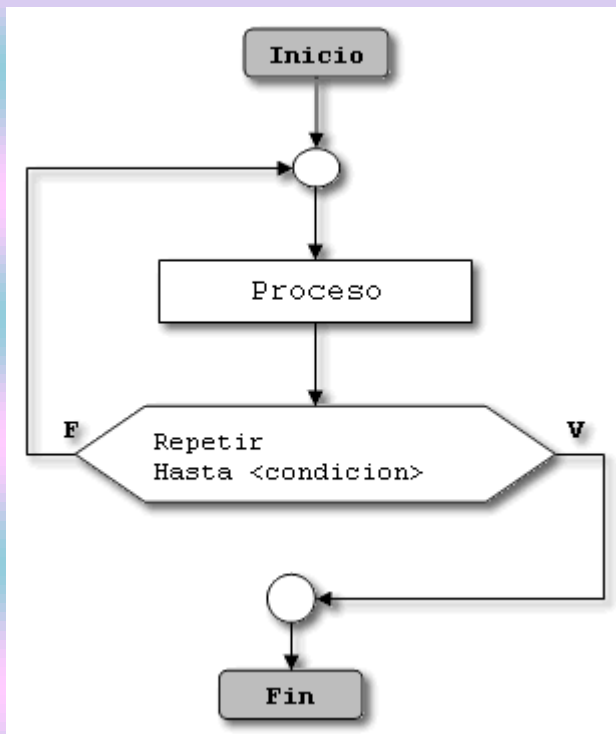 Inicio
Proceso
F
V
Repetir
Hasta <condicion>
Fin